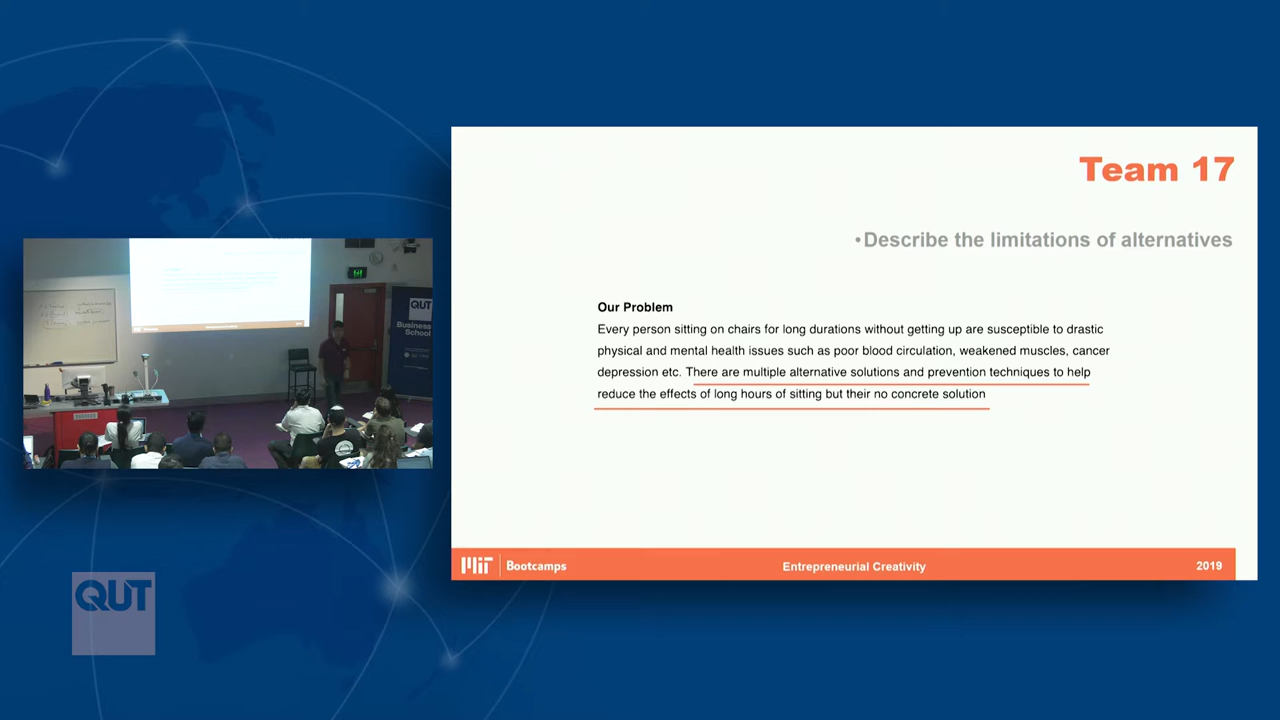 Team 17
•Describe the limitations of alternatives
Our Problem
Every person sitting on chairs for long durations without getting up are susceptible to drastic
physical and mental health issues such as poor blood circulation, weakened muscles, cancer
depression etc. There are multiple alternative solutions and prevention techniques to help
reduce the effects of long hours of sitting but their no concrete solution
MIT Bootcamps
Entrepreneurial Creativity
2019
QUT
Business
School
QUT